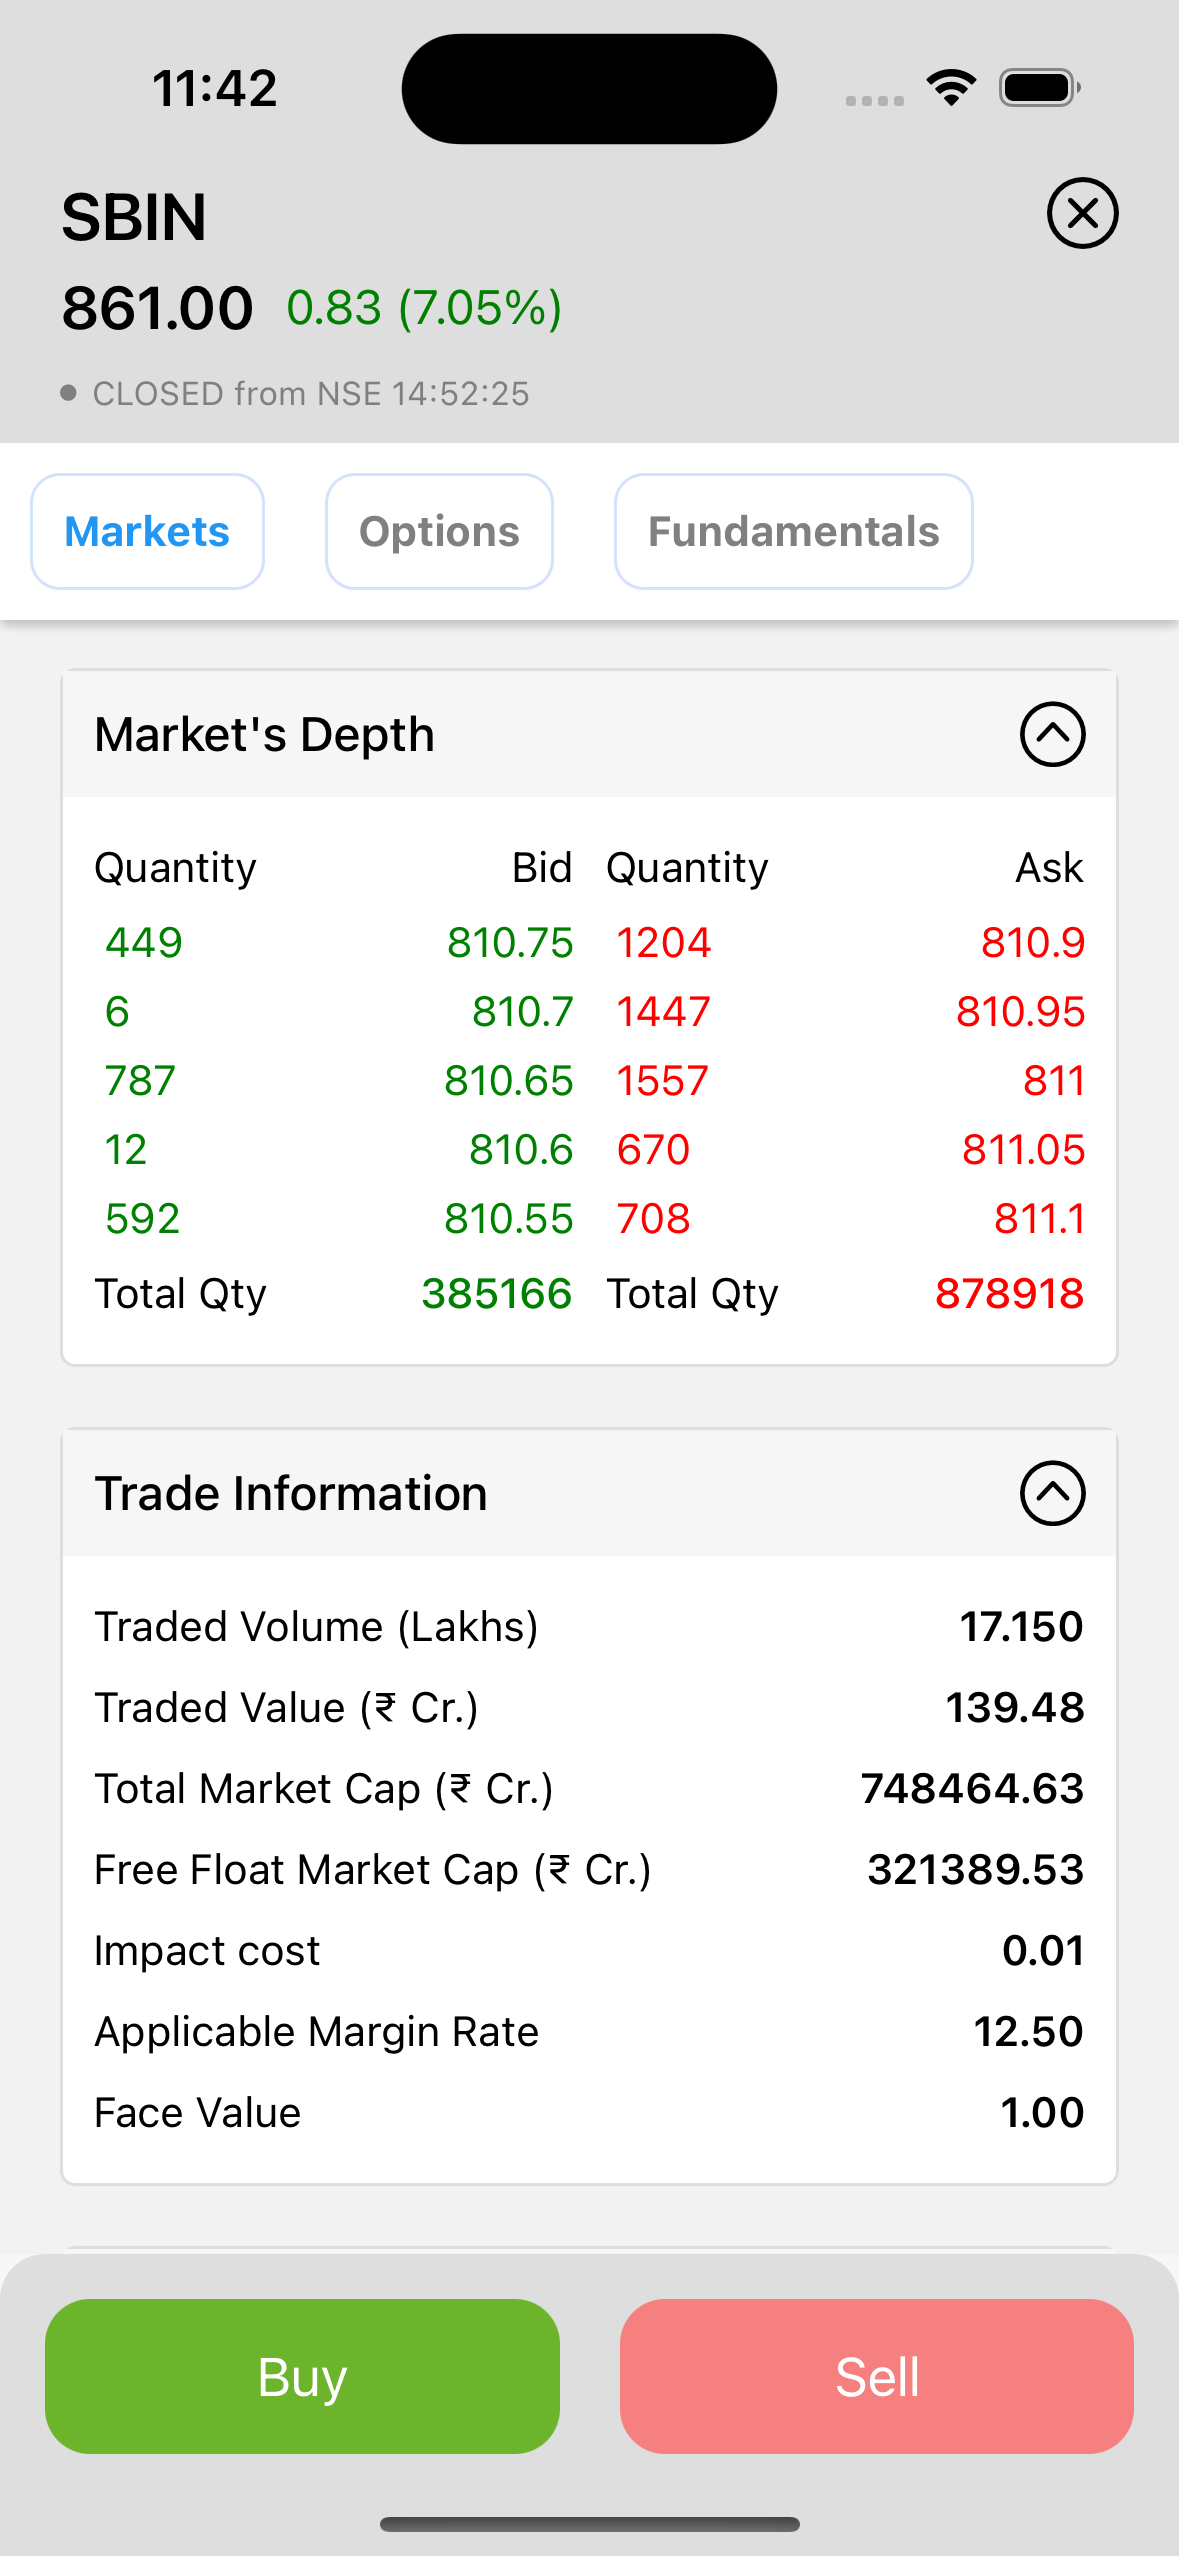 11:42
SBIN
861.00 0.83 (7.05%)
CLOSED from NSE 14:52:25
Markets Options Fundamentals
Market's Depth
Quantity Bid Quantity Ask
449 810.75 1204 810.9
6 810.7 1447 810.95
787 810.65 1557 811
12 810.6 670 811.05
592 810.55 708 811.1
Total Qty 385166 Total Qty 878918
Trade Information
Traded Volume (Lakhs) 17.150
Traded Value (₹ Cr.) 139.48
Total Market Cap (₹ Cr.) 748464.63
Free Float Market Cap (₹ Cr.) 321389.53
Impact cost 0.01
Applicable Margin Rate 12.50
Face Value 1.00
Buy Sell